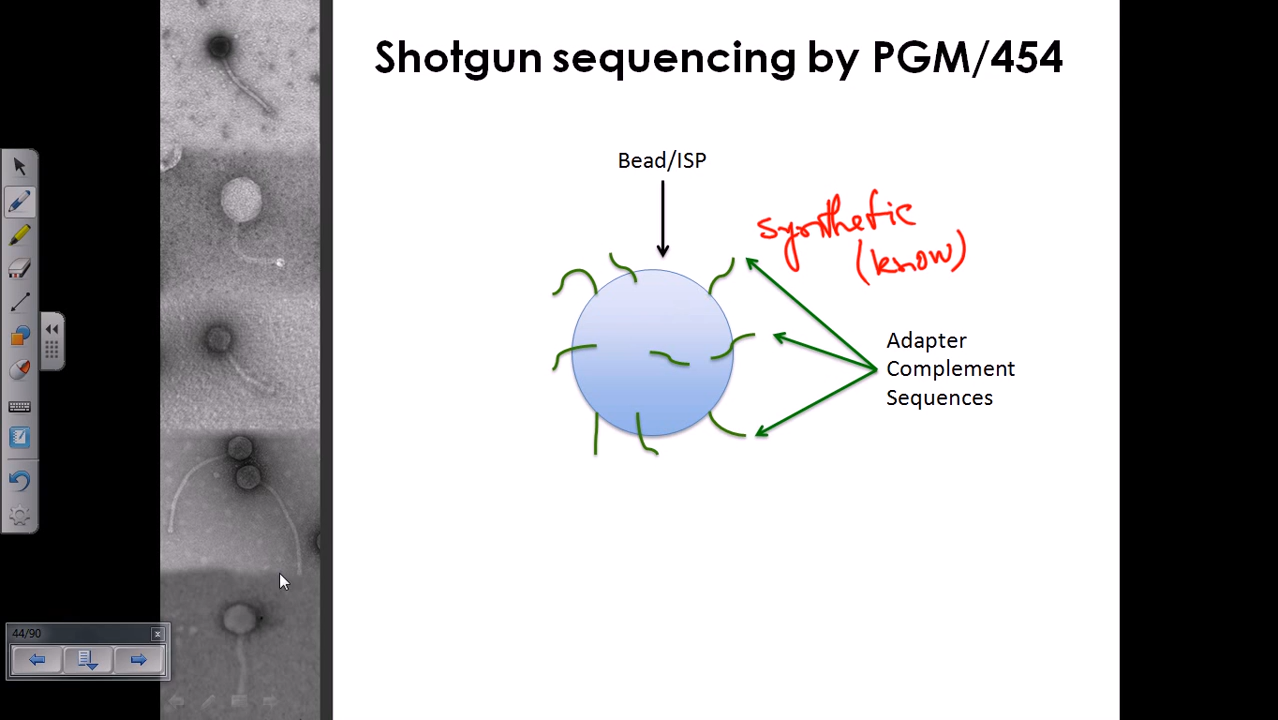 Shotgun sequencing by PGM/454
Bead/ISP
synthetic
(know)
Adapter
Complement
Sequences
44/90